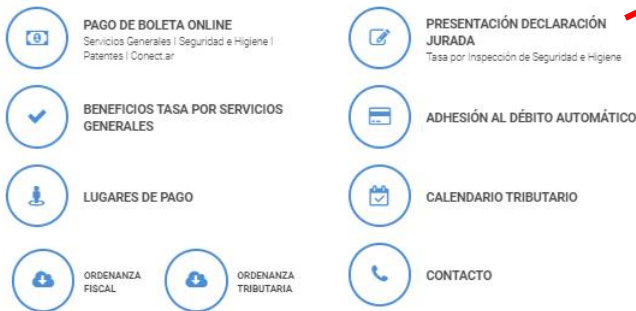 PAGO DE BOLETA ONLINE
Servicios Generales | Seguridad e Higiene |
Patentes | Conect.ar
PRESENTACIÓN DECLARACIÓN
JURADA
Tasa por Inspección de Seguridad e Higiene
BENEFICIOS TASA POR SERVICIOS
GENERALES
ADHESIÓN AL DÉBITO AUTOMÁTICO
LUGARES DE PAGO
CALENDARIO TRIBUTARIO
ORDENANZA
FISCAL
ORDENANZA
TRIBUTARIA
CONTACTO